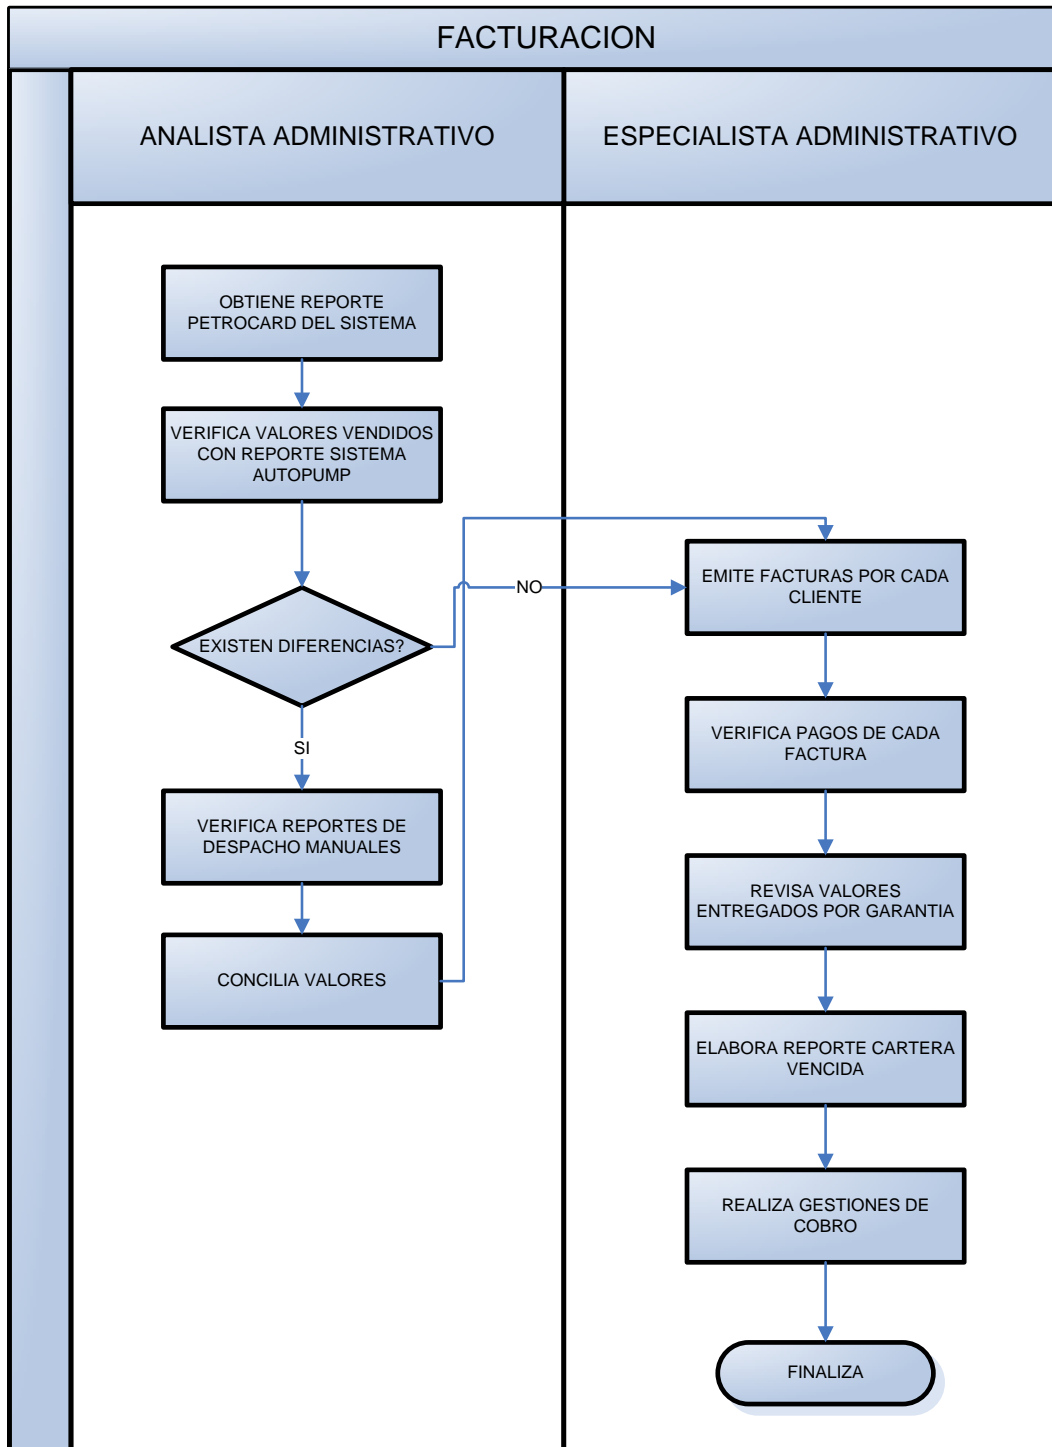 FACTURACION
ANALISTA ADMINISTRATIVO
ESPECIALISTA ADMINISTRATIVO
OBTIENE REPORTE
PETROCARD DEL SISTEMA
VERIFICA VALORES VENDIDOS
CON REPORTE SISTEMA
AUTOPUMP
EXISTEN DIFERENCIAS?
NO
SI
VERIFICA REPORTES DE
DESPACHO MANUALES
CONCILIA VALORES
EMITE FACTURAS POR CADA
CLIENTE
VERIFICA PAGOS DE CADA
FACTURA
REVISA VALORES
ENTREGADOS POR GARANTIA
ELABORA REPORTE CARTERA
VENCIDA
REALIZA GESTIONES DE
COBRO
FINALIZA